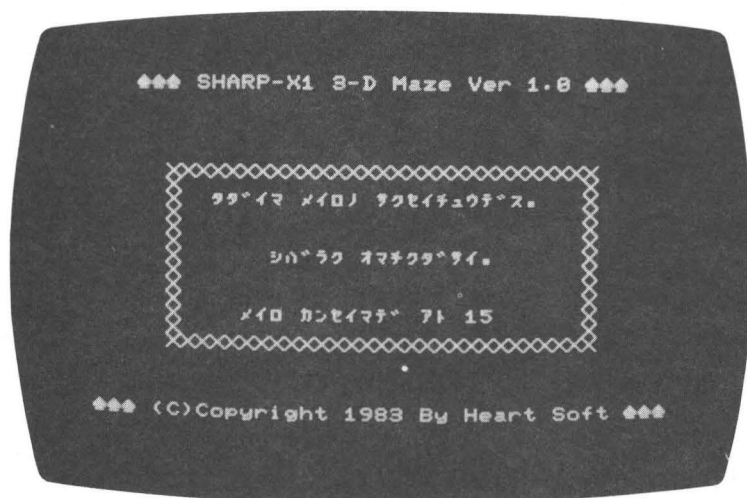 ♠♠♠ SHARP-X1 3-D Maze Ver 1.0 ♠♠♠
タダイマ メイロノ サクセイチュウデス。
シバラク オマチクダサイ。
メイロ カンセイマデ アト 15
♠♠♠ (C)Copyright 1983 By Heart Soft ♠♠♠